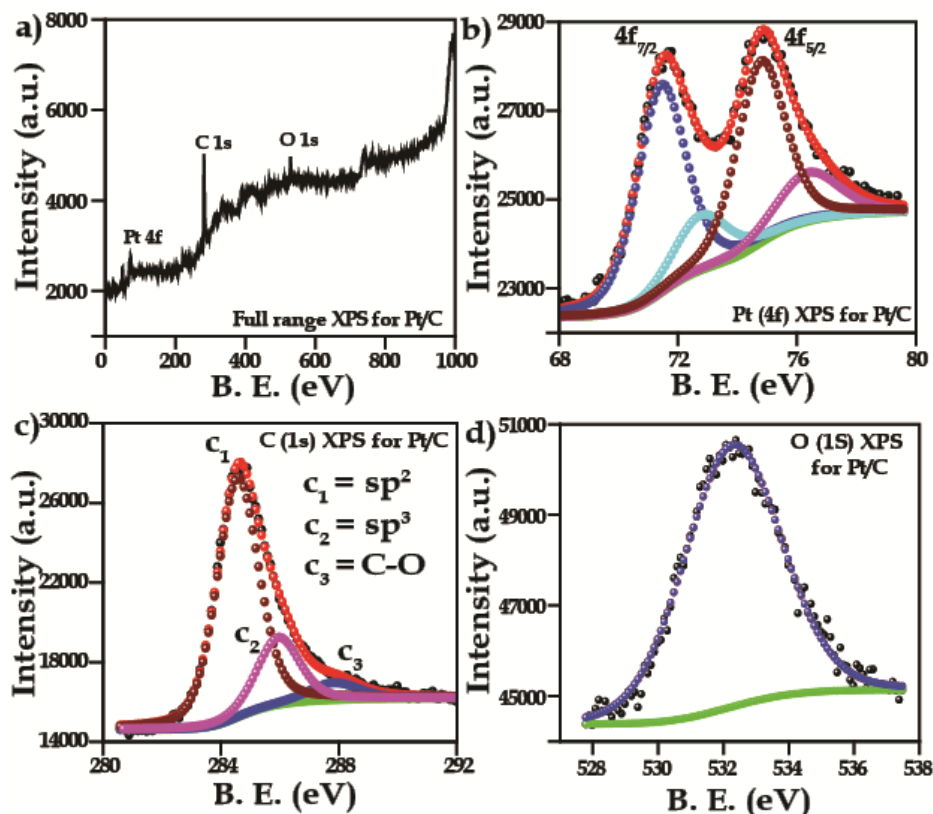 a)
8000
6000
4000
2000
Intensity (a.u.)
C 1s
O 1s
Pt 4f
Full range XPS for Pt/C
0 200 400 600 800 1000
B. E. (eV)
b)
29000
27000
25000
23000
Intensity (a.u.)
4f7/2
4f5/2
Pt (4f) XPS for Pt/C
68 72 76 80
B. E. (eV)
c)
30000
26000
22000
18000
14000
Intensity (a.u.)
C (1s) XPS for Pt/C
c1
c1 = sp2
c2 = sp3
c3 = C-O
c2
c3
280 284 288 292
B. E. (eV)
d)
51000
49000
47000
45000
Intensity (a.u.)
O (1S) XPS
for Pt/C
528 530 532 534 536 538
B. E. (eV)